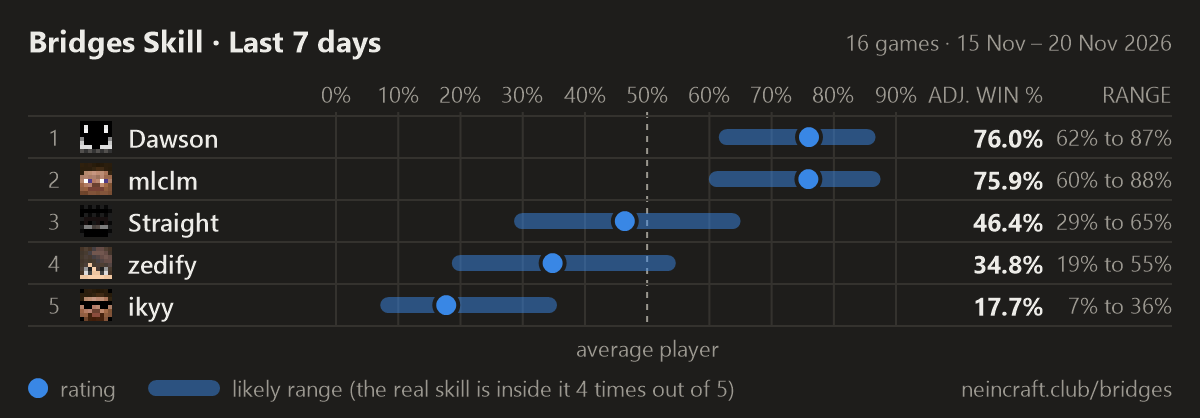 Bridges Skill · Last 7 days
16 games · 15 Nov – 20 Nov 2026
0% 10% 20% 30% 40% 50% 60% 70% 80% 90% ADJ. WIN % RANGE
1 Dawson 76.0% 62% to 87%
2 mlclm 75.9% 60% to 88%
3 Straight 46.4% 29% to 65%
4 zedify 34.8% 19% to 55%
5 ikyy 17.7% 7% to 36%
average player
rating likely range (the real skill is inside it 4 times out of 5) neincraft.club/bridges